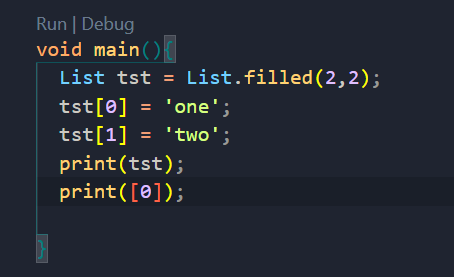 Run | Debug
void main(){
List tst = List.filled(2,2);
tst[0] = 'one';
tst[1] = 'two';
print(tst);
print([0]);
}